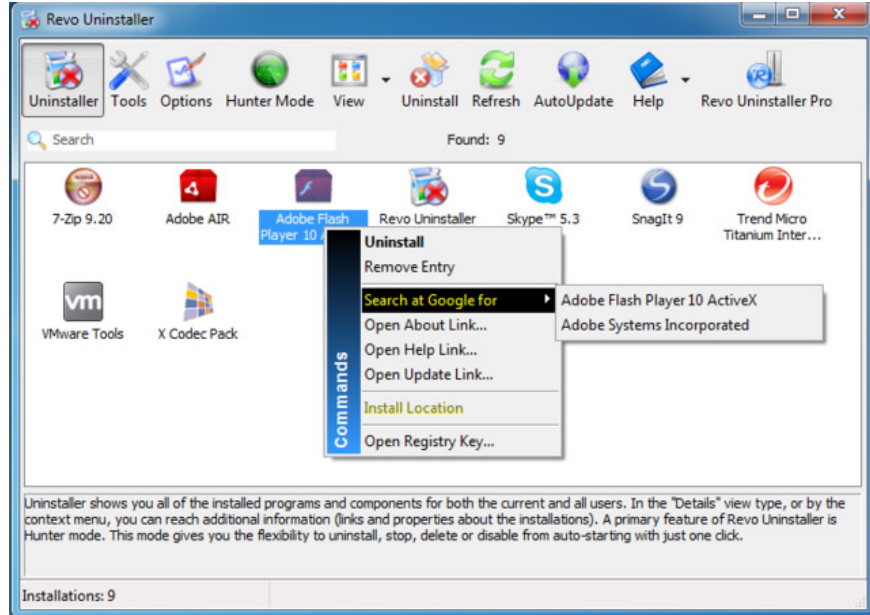 Revo Uninstaller
Uninstaller Tools Options Hunter Mode View Uninstall Refresh AutoUpdate Help Revo Uninstaller Pro
Search Found: 9
7-Zip 9.20 Adobe AIR Adobe Flash Revo Uninstaller Skype™ 5.3 SnagIt 9 Trend Micro
Player 10 Titanium Inter...
Uninstall
Remove Entry
Search at Google for Adobe Flash Player 10 ActiveX
Open About Link... Adobe Systems Incorporated
vm
VMware Tools X Codec Pack
Open Help Link...
Open Update Link...
Install Location
Open Registry Key...
Commands
Uninstaller shows you all of the installed programs and components for both the current and all users. In the "Details" view type, or by the
context menu, you can reach additional information (links and properties about the installations). A primary feature of Revo Uninstaller is
Hunter mode. This mode gives you the flexibility to uninstall, stop, delete or disable from auto-starting with just one click.
Installations: 9